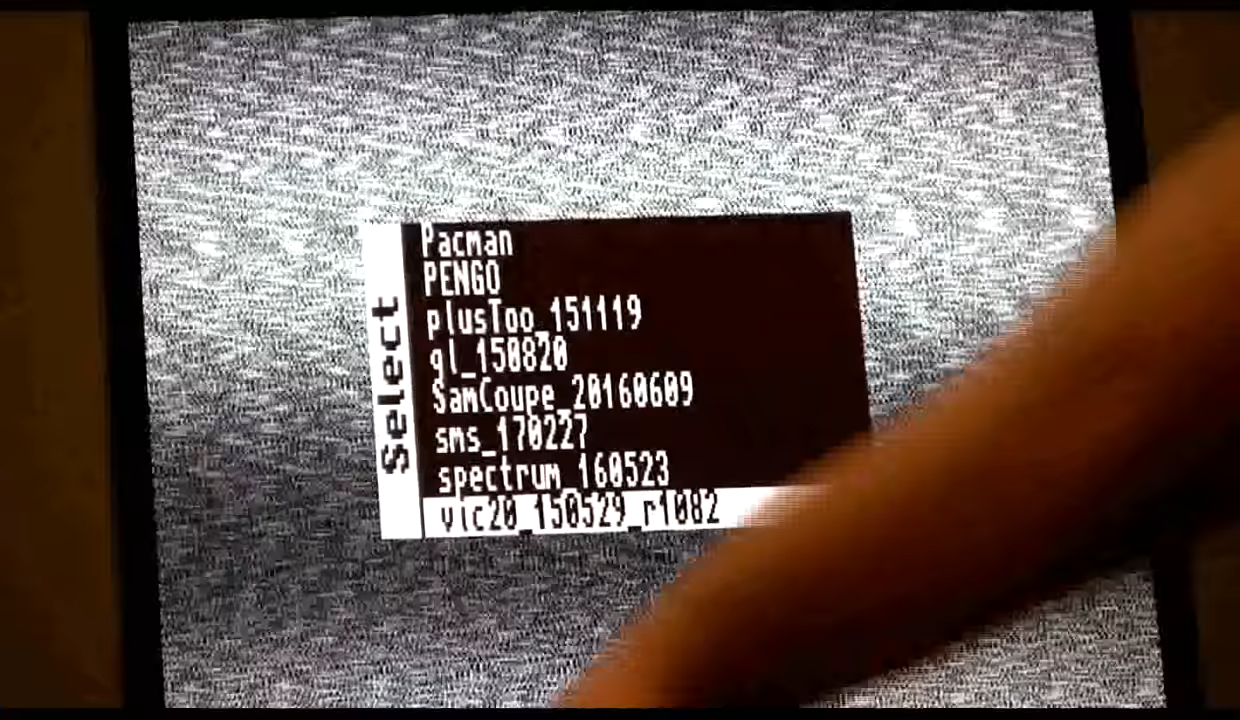 Select
Pacman
PENGO
plusToo_151119
ql_150820
SamCoupe_20160609
sms_170227
spectrum_160523
vic20_150529_r1082